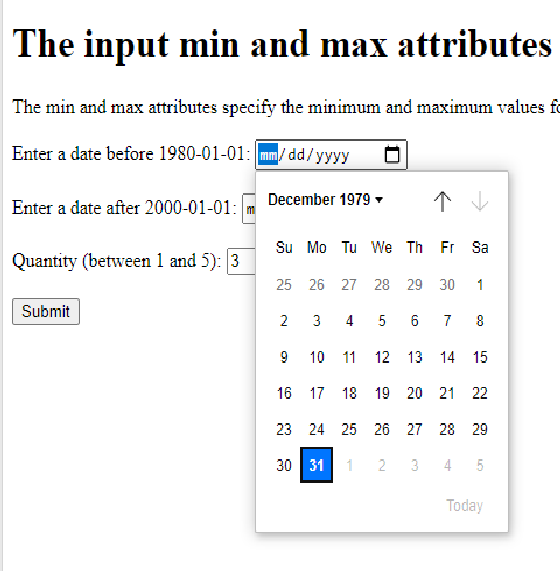 The input min and max attributes
The min and max attributes specify the minimum and maximum values
Enter a date before 1980-01-01: mm/dd/yyyy
December 1979
Enter a date after 2000-01-01:
Su Mo Tu We Th Fr Sa
Quantity (between 1 and 5): 3
25 26 27 28 29 30 1
Submit
2 3 4 5 6 7 8
9 10 11 12 13 14 15
16 17 18 19 20 21 22
23 24 25 26 27 28 29
30 31 1 2 3 4 5
Today